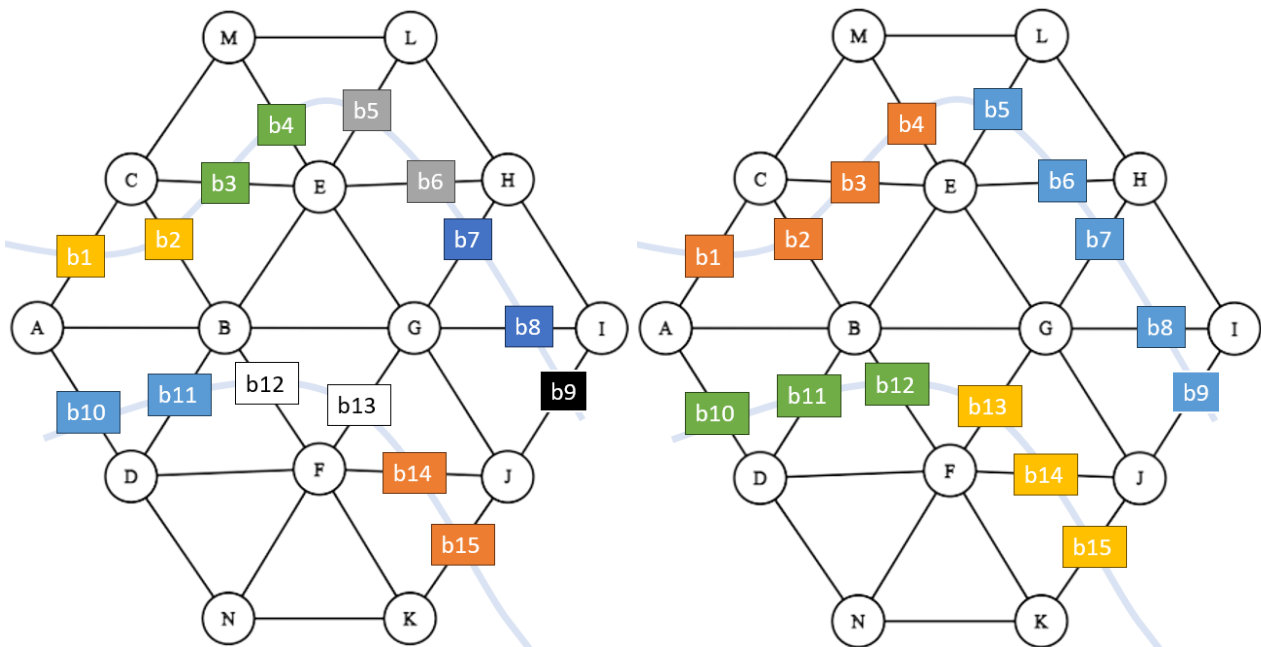 M L
b4 b5
C b3 E b6 H
b1 b2 b7
A B G b8 I
b10 b11 b12 b13 b9
D F b14 J
b15
N K
M L
b4 b5
C b3 E b6 H
b1 b2 b7
A B G b8 I
b10 b11 b12 b13 b9
D F b14 J
b15
N K